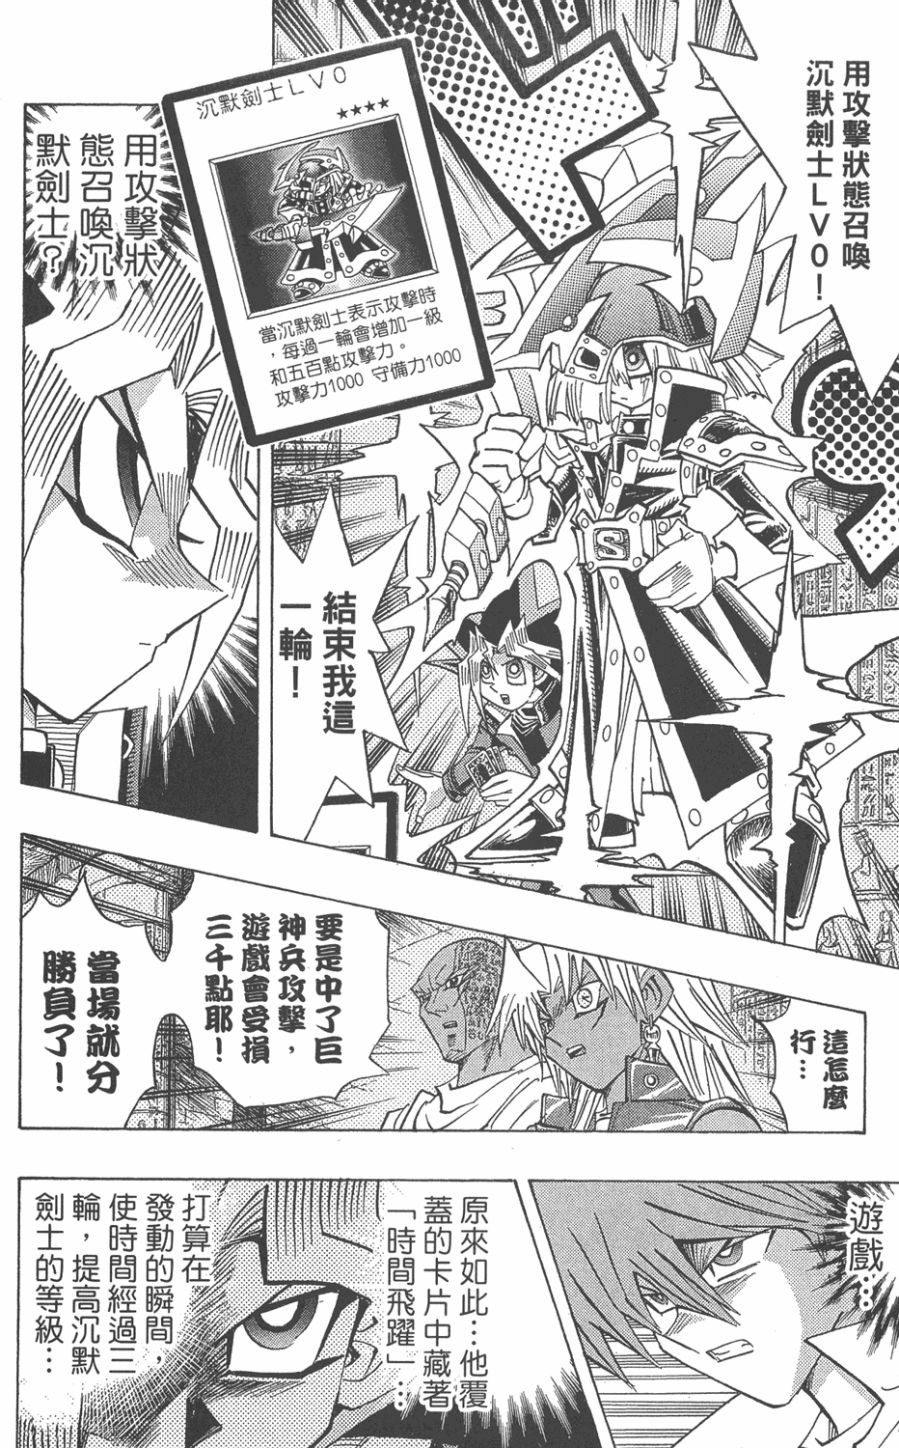 用攻擊狀態召喚
沉默劍士LV0！
沉默劍士LV0
★★★★
當沉默劍士表示攻擊時
，每過一輪會增加一級
和五百點攻擊力。
攻擊力1000 守備力1000
S
結束我這
一輪！
用攻擊狀
態召喚沉
默劍士？
這怎麼
行…
要是中了巨
神兵攻擊，
遊戲會受損
三千點耶！
當場就分
勝負了！
遊戲…
原來如此…他覆
蓋的卡片中藏著
「時間飛躍」…
打算在
發動的瞬間，
使時間經過三
輪，提高沉默
劍士的等級…